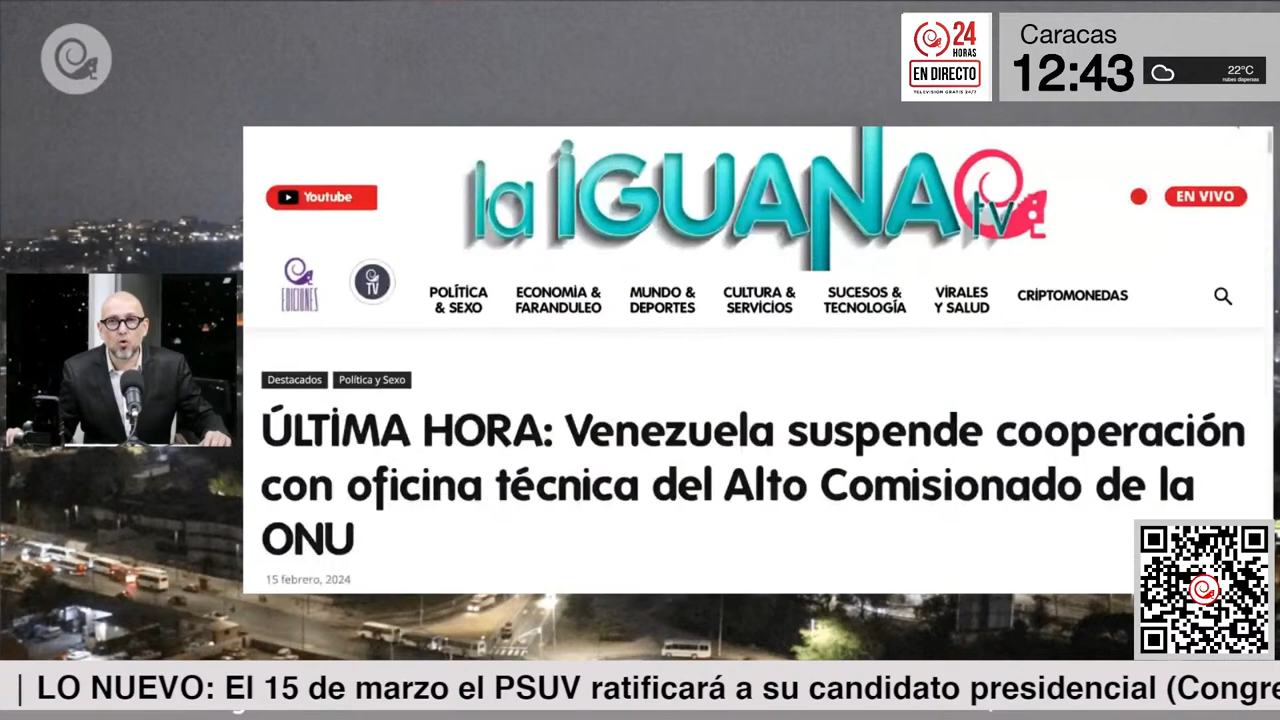 24
HORAS
EN DIRECTO
TELEVISIÓN GRATIS 24/7
Caracas
12:43
22°C
nubes dispersas
Youtube
la IGUANA tv
EN VIVO
EDICIONES
TV
POLÍTICA
& SEXO
ECONOMÍA &
FARANDULEO
MUNDO &
DEPORTES
CULTURA &
SERVICIOS
SUCESOS &
TECNOLOGÍA
VIRALES
Y SALUD
CRIPTOMONEDAS
Destacados
Política y Sexo
ÚLTIMA HORA: Venezuela suspende cooperación
con oficina técnica del Alto Comisionado de la
ONU
15 febrero, 2024
| LO NUEVO: El 15 de marzo el PSUV ratificará a su candidato presidencial (Congre